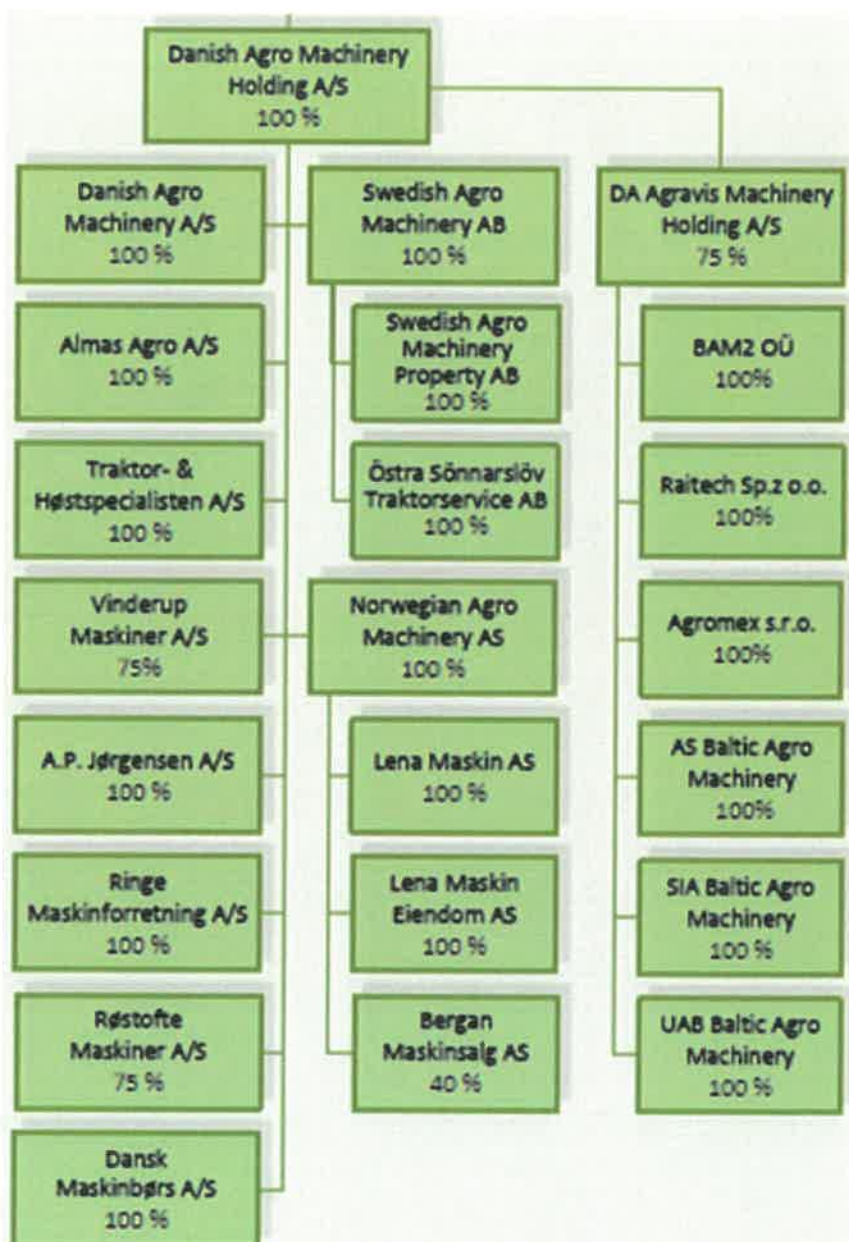 Danish Agro Machinery
Holding A/S
100 %
Danish Agro
Machinery A/S
100 %
Almas Agro A/S
100 %
Traktor- &
Høstspecialisten A/S
100 %
Vinderup
Maskiner A/S
75%
A.P. Jørgensen A/S
100 %
Ringe
Maskinforretning A/S
100 %
Røstofte
Maskiner A/S
75 %
Dansk
Maskinbørs A/S
100 %
Swedish Agro
Machinery AB
100 %
Swedish Agro
Machinery
Property AB
100 %
Östra Sönnarslöv
Traktorservice AB
100 %
Norwegian Agro
Machinery AS
100 %
Lena Maskin AS
100 %
Lena Maskin
Eiendom AS
100 %
Bergan
Maskinsalg AS
40 %
DA Agravis Machinery
Holding A/S
75 %
BAM2 OÜ
100%
Raitech Sp.z o.o.
100%
Agromex s.r.o.
100%
AS Baltic Agro
Machinery
100%
SIA Baltic Agro
Machinery
100 %
UAB Baltic Agro
Machinery
100 %